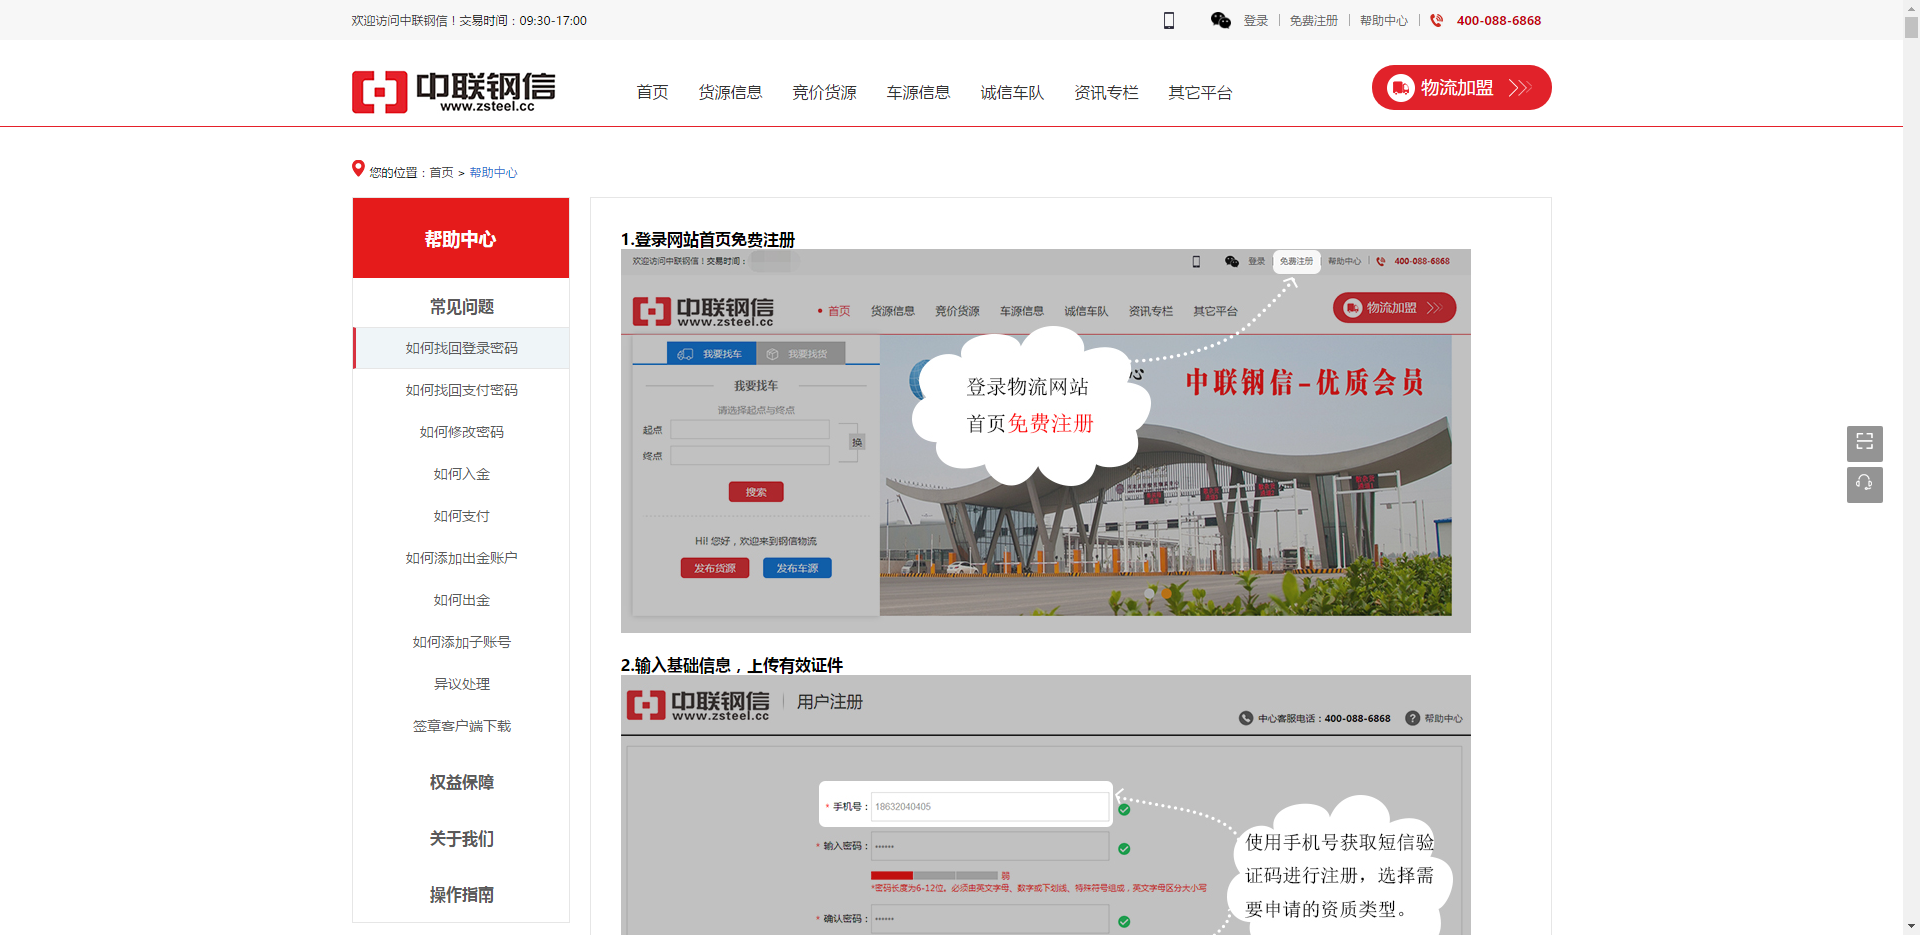 欢迎访问中联钢信！交易时间：09:30-17:00
登录 免费注册 帮助中心 400-088-6868
中联钢信
www.zsteel.cc
首页 货源信息 竞价货源 车源信息 诚信车队 资讯专栏 其它平台
物流加盟
您的位置：首页 > 帮助中心
帮助中心
常见问题
如何找回登录密码
如何找回支付密码
如何修改密码
如何入金
如何支付
如何添加出金账户
如何出金
如何添加子账号
异议处理
签章客户端下载
权益保障
关于我们
操作指南
1.登录网站首页免费注册
欢迎访问中联钢信！交易时间：
登录 免费注册 帮助中心 400-088-6868
中联钢信
www.zsteel.cc
首页 货源信息 竞价货源 车源信息 诚信车队 资讯专栏 其它平台
物流加盟
我要找车 我要找货
我要找车
请选择起点与终点
起点
换
终点
搜索
Hi! 您好，欢迎来到钢信物流
发布货源 发布车源
心
中联钢信-优质会员
登录物流网站
首页免费注册
2.输入基础信息，上传有效证件
中联钢信
www.zsteel.cc
用户注册
中心客服电话：400-088-6868 帮助中心
* 手机号： 18632040405
* 输入密码： ••••••
弱
*密码长度为6-12位。必须由英文字母、数字或下划线、特殊符号组成，英文字母区分大小写
* 确认密码： ••••••
使用手机号获取短信验
证码进行注册，选择需
要申请的资质类型。